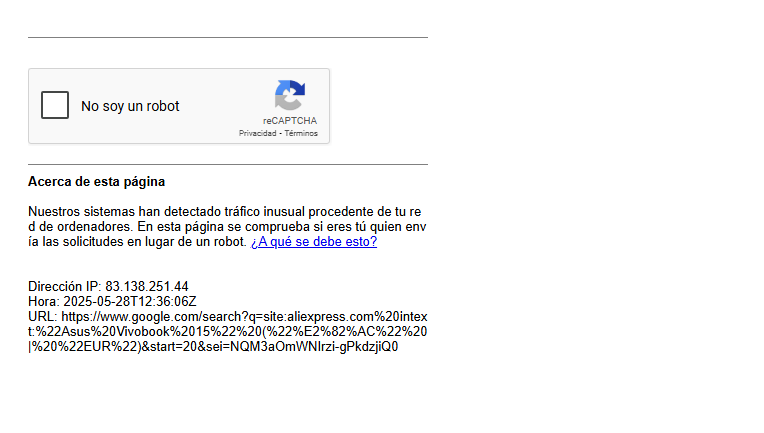 No soy un robot
reCAPTCHA
Privacidad - Términos
Acerca de esta página
Nuestros sistemas han detectado tráfico inusual procedente de tu re
d de ordenadores. En esta página se comprueba si eres tú quien env
ía las solicitudes en lugar de un robot. ¿A qué se debe esto?
Dirección IP: 83.138.251.44
Hora: 2025-05-28T12:36:06Z
URL: https://www.google.com/search?q=site:aliexpress.com%20intex
t:%22Asus%20Vivobook%2015%22%20(%22%E2%82%AC%22%20
|%20%22EUR%22)&start=20&sei=NQM3aOmWNIrzi-gPkdzjiQ0